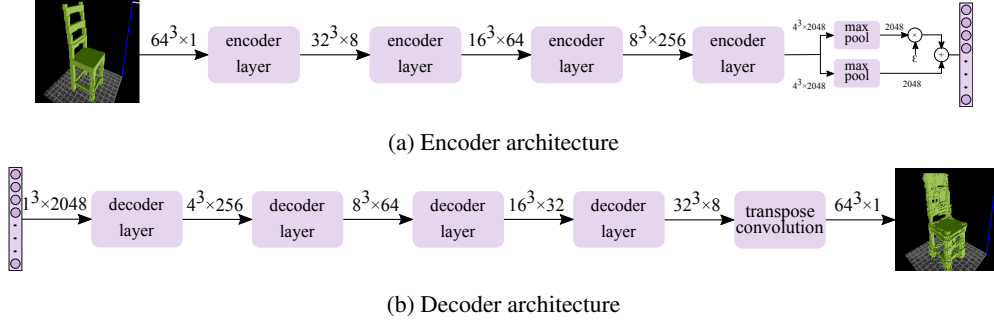 64³×1
encoder
layer
32³×8
encoder
layer
16³×64
encoder
layer
8³×256
encoder
layer
4³×2048
max
pool
2048
×
ε
+
4³×2048
max
pool
2048
(a) Encoder architecture
1³×2048
decoder
layer
4³×256
decoder
layer
8³×64
decoder
layer
16³×32
decoder
layer
32³×8
transpose
convolution
64³×1
(b) Decoder architecture